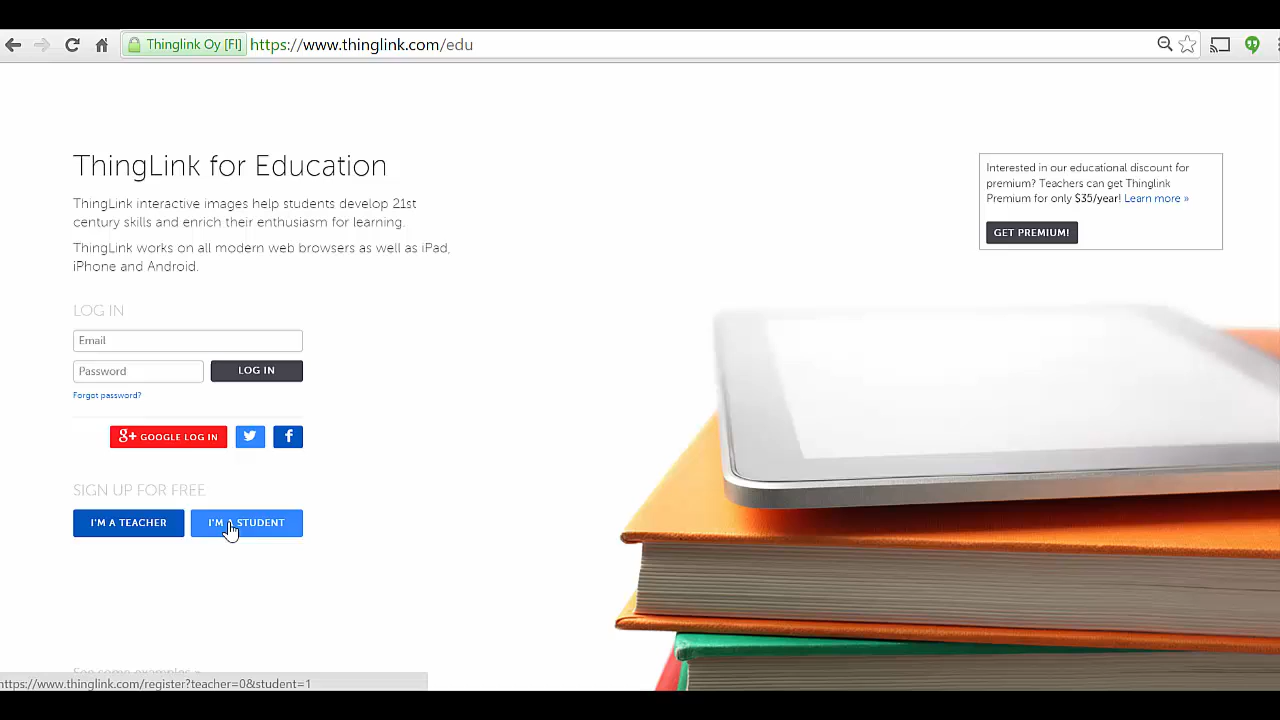 Thinglink Oy [FI] https://www.thinglink.com/edu
ThingLink for Education
ThingLink interactive images help students develop 21st
century skills and enrich their enthusiasm for learning.
ThingLink works on all modern web browsers as well as iPad,
iPhone and Android.
Interested in our educational discount for
premium? Teachers can get Thinglink
Premium for only $35/year! Learn more »
GET PREMIUM!
LOG IN
Email
Password LOG IN
Forgot password?
g+ GOOGLE LOG IN
SIGN UP FOR FREE
I'M A TEACHER I'M A STUDENT
https://www.thinglink.com/register?teacher=0&student=1